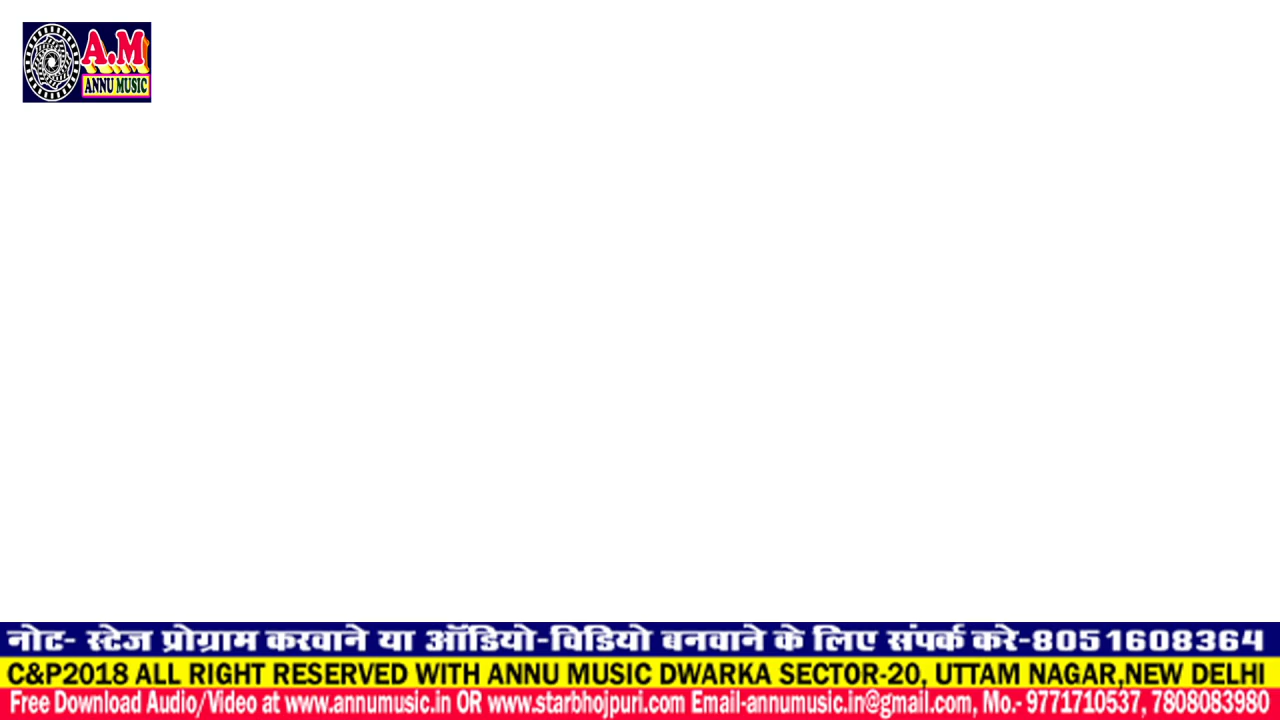 A.M
ANNU MUSIC
नोट- स्टेज प्रोग्राम करवाने या ऑडियो-विडियो बनवाने के लिए संपर्क करे-8051608364
C&P2018 ALL RIGHT RESERVED WITH ANNU MUSIC DWARKA SECTOR-20, UTTAM NAGAR,NEW DELHI
Free Download Audio/Video at www.annumusic.in OR www.starbhojpuri.com Email-annumusic.in@gmail.com, Mo.- 9771710537, 7808083980